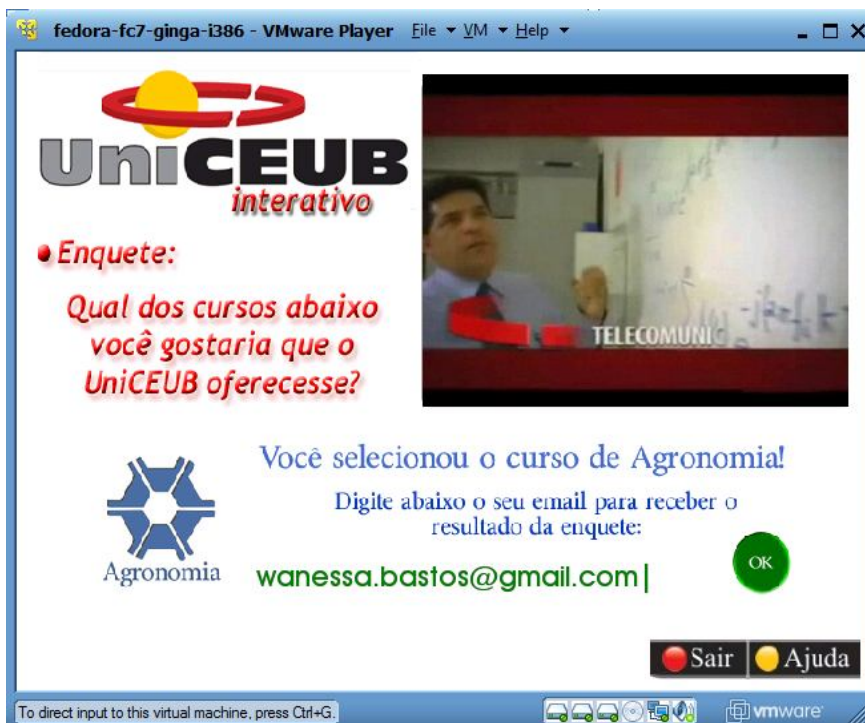 fedora-fc7-ginga-i386 - VMware Player File VM Help
UniCEUB
interativo
Enquete:
Qual dos cursos abaixo
você gostaria que o
UniCEUB oferecesse?
TELECOMUNI
Você selecionou o curso de Agronomia!
Digite abaixo o seu email para receber o
resultado da enquete:
Agronomia
wanessa.bastos@gmail.com|
OK
Sair
Ajuda
To direct input to this virtual machine, press Ctrl+G.
vmware